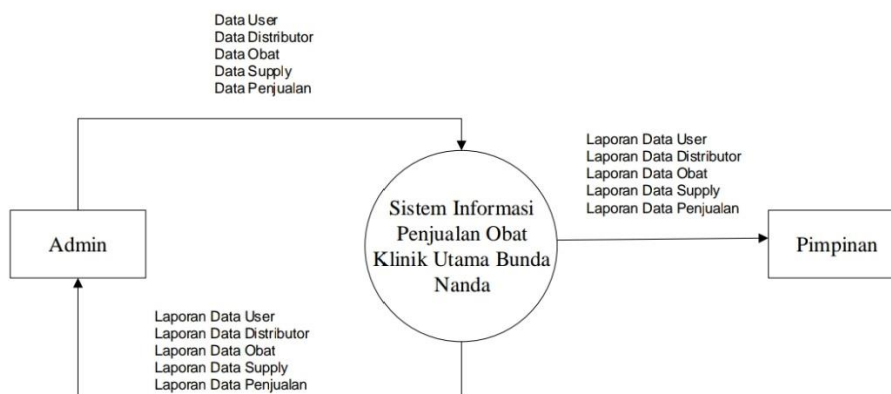 Data User
Data Distributor
Data Obat
Data Supply
Data Penjualan
Laporan Data User
Laporan Data Distributor
Laporan Data Obat
Laporan Data Supply
Laporan Data Penjualan
Admin
Sistem Informasi
Penjualan Obat
Klinik Utama Bunda
Nanda
Pimpinan
Laporan Data User
Laporan Data Distributor
Laporan Data Obat
Laporan Data Supply
Laporan Data Penjualan